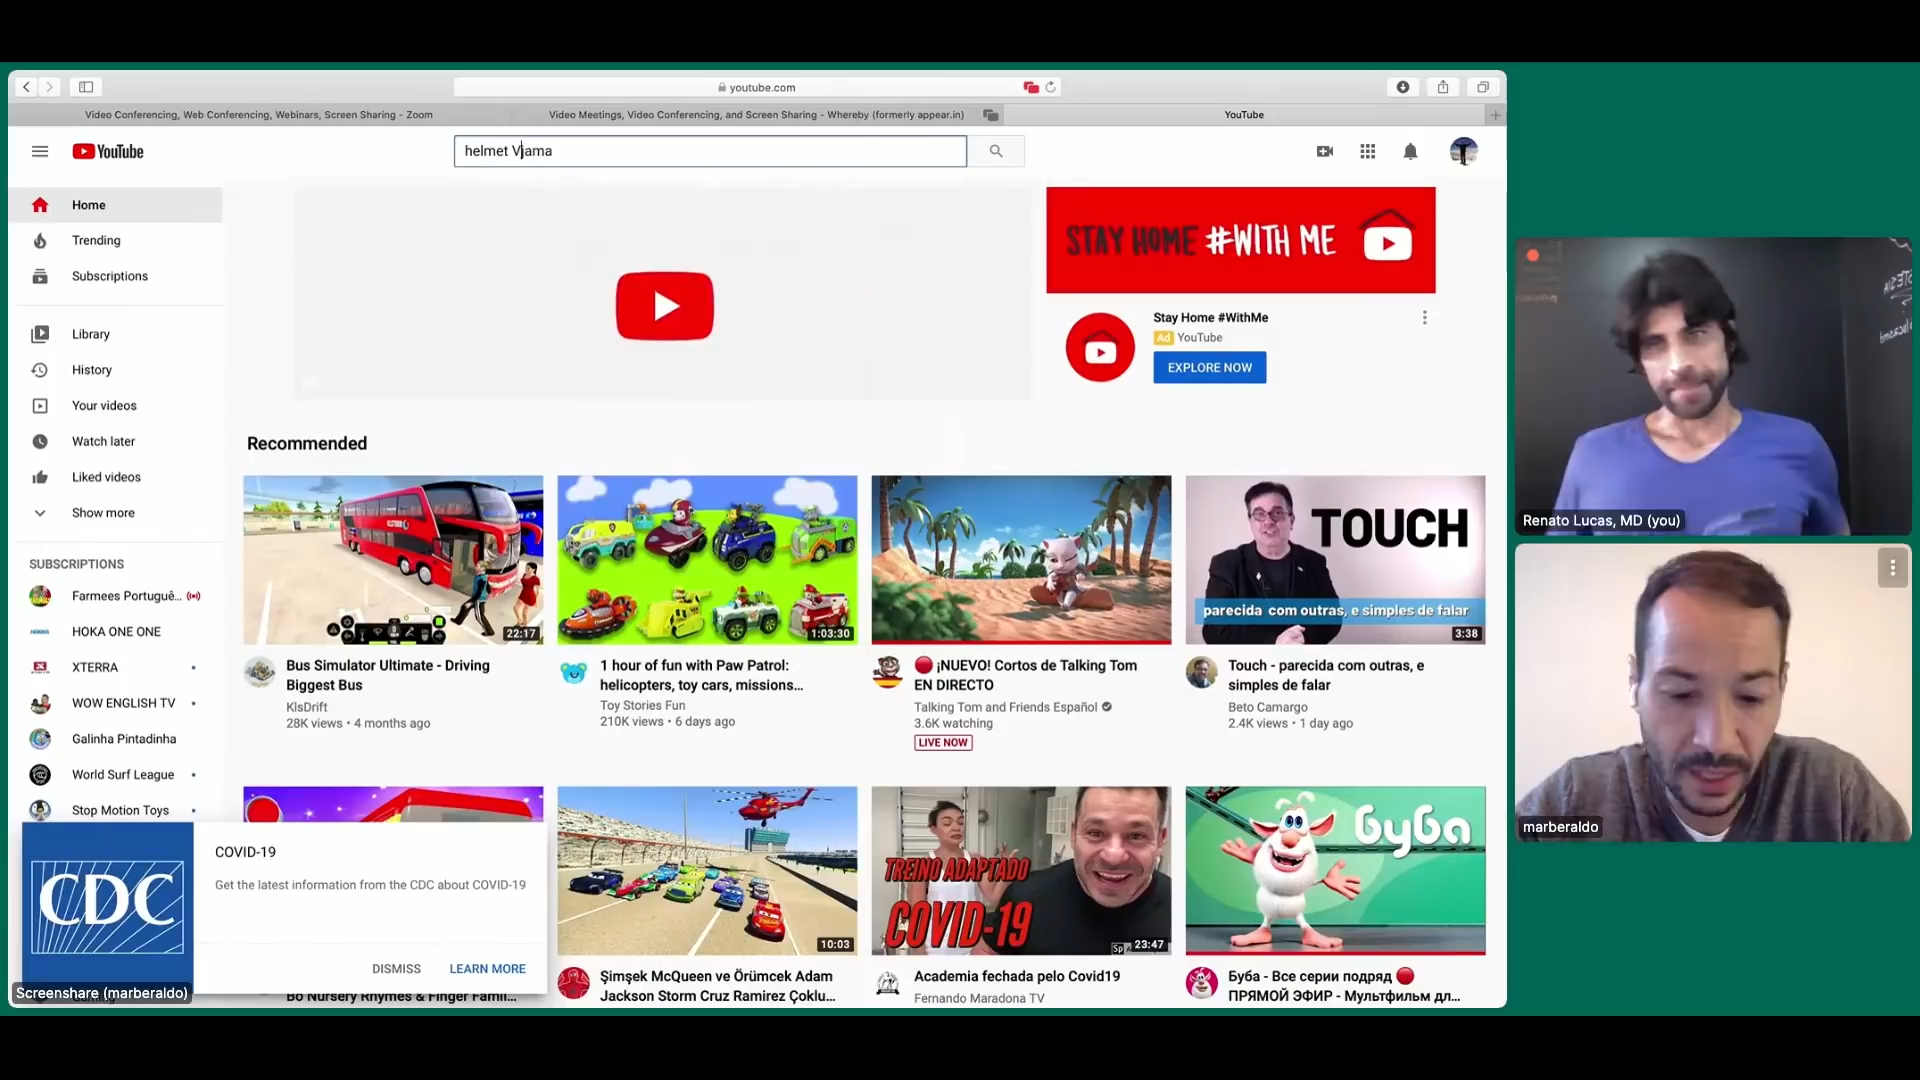 youtube.com
Video Conferencing, Web Conferencing, Webinars, Screen Sharing - Zoom
Video Meetings, Video Conferencing, and Screen Sharing - Whereby (formerly appear.in)
YouTube
YouTube
helmet Vjama
Home
Trending
Subscriptions
Library
History
Your videos
Watch later
Liked videos
Show more
SUBSCRIPTIONS
Farmees Portuguê...
HOKA ONE ONE
XTERRA
WOW ENGLISH TV
Galinha Pintadinha
World Surf League
Stop Motion Toys
STAY HOME #WITH ME
Stay Home #WithMe
Ad YouTube
EXPLORE NOW
Recommended
22:17
Bus Simulator Ultimate - Driving
Biggest Bus
KlsDrift
28K views • 4 months ago
1:03:30
1 hour of fun with Paw Patrol:
helicopters, toy cars, missions...
Toy Stories Fun
210K views • 6 days ago
🔴 ¡NUEVO! Cortos de Talking Tom
EN DIRECTO
Talking Tom and Friends Español
3.6K watching
LIVE NOW
TOUCH
parecida com outras, e simples de falar
3:38
Touch - parecida com outras, e
simples de falar
Beto Camargo
2.4K views • 1 day ago
CDC
COVID-19
Get the latest information from the CDC about COVID-19
DISMISS
LEARN MORE
Bo Nursery Rhymes & Finger Famil...
Screenshare (marberaldo)
10:03
Şimşek McQueen ve Örümcek Adam
Jackson Storm Cruz Ramirez Çoklu...
TREINO ADAPTADO
COVID-19
23:47
Academia fechada pelo Covid19
Fernando Maradona TV
Буба
Буба - Все серии подряд 🔴
ПРЯМОЙ ЭФИР - Мультфильм дл...
Renato Lucas, MD (you)
marberaldo